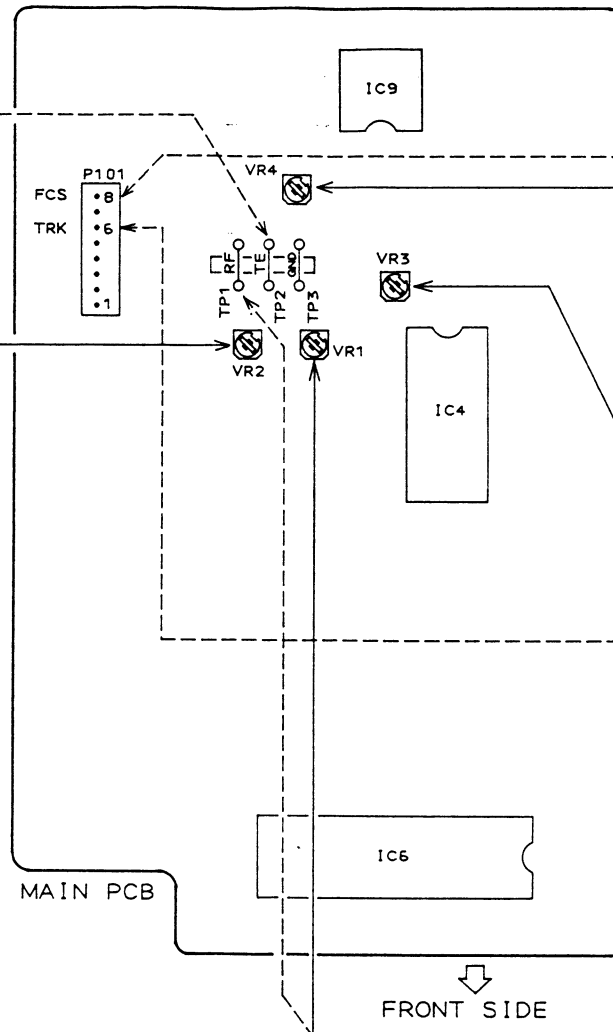 IC9
P101
VR4
FCS
8
TRK
6
1
RF
TE
GND
TP1
TP2
TP3
VR3
VR2
VR1
IC4
IC6
MAIN PCB
FRONT SIDE